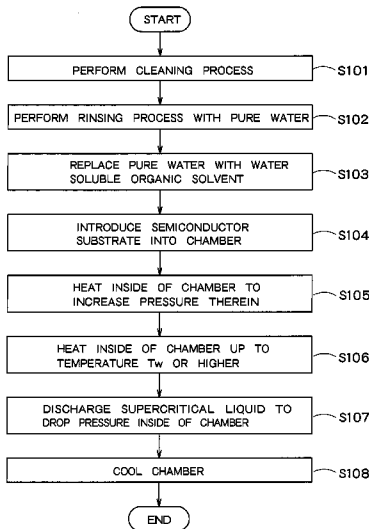 START
PERFORM CLEANING PROCESS
S101
PERFORM RINSING PROCESS WITH PURE WATER
S102
REPLACE PURE WATER WITH WATER
SOLUBLE ORGANIC SOLVENT
S103
INTRODUCE SEMICONDUCTOR
SUBSTRATE INTO CHAMBER
S104
HEAT INSIDE OF CHAMBER TO
INCREASE PRESSURE THEREIN
S105
HEAT INSIDE OF CHAMBER UP TO
TEMPERATURE Tw OR HIGHER
S106
DISCHARGE SUPERCRITICAL LIQUID TO
DROP PRESSURE INSIDE OF CHAMBER
S107
COOL CHAMBER
S108
END